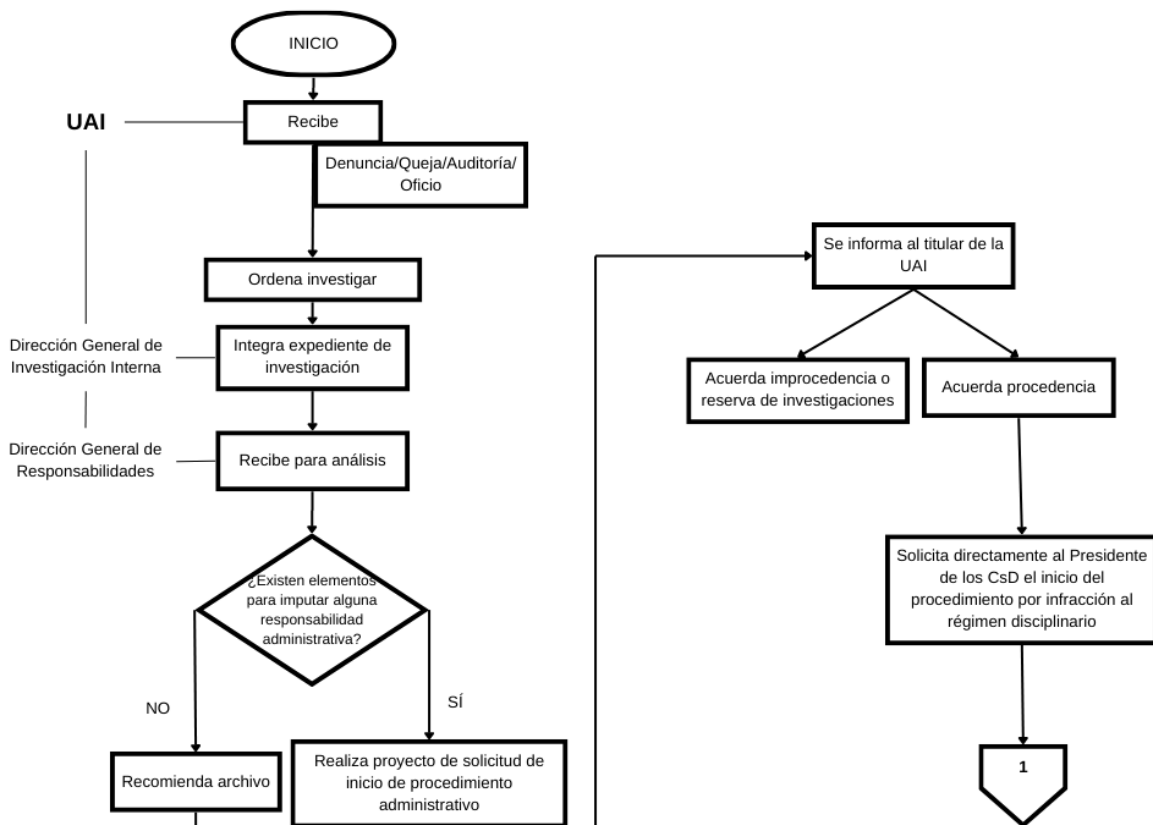 INICIO
UAI
Recibe
Denuncia/Queja/Auditoría/
Oficio
Ordena investigar
Dirección General de
Investigación Interna
Integra expediente de
investigación
Dirección General de
Responsabilidades
Recibe para análisis
¿Existen elementos
para imputar alguna
responsabilidad
administrativa?
NO
SÍ
Recomienda archivo
Realiza proyecto de solicitud de
inicio de procedimiento
administrativo
Se informa al titular de la
UAI
Acuerda improcedencia o
reserva de investigaciones
Acuerda procedencia
Solicita directamente al Presidente
de los CsD el inicio del
procedimiento por infracción al
régimen disciplinario
1